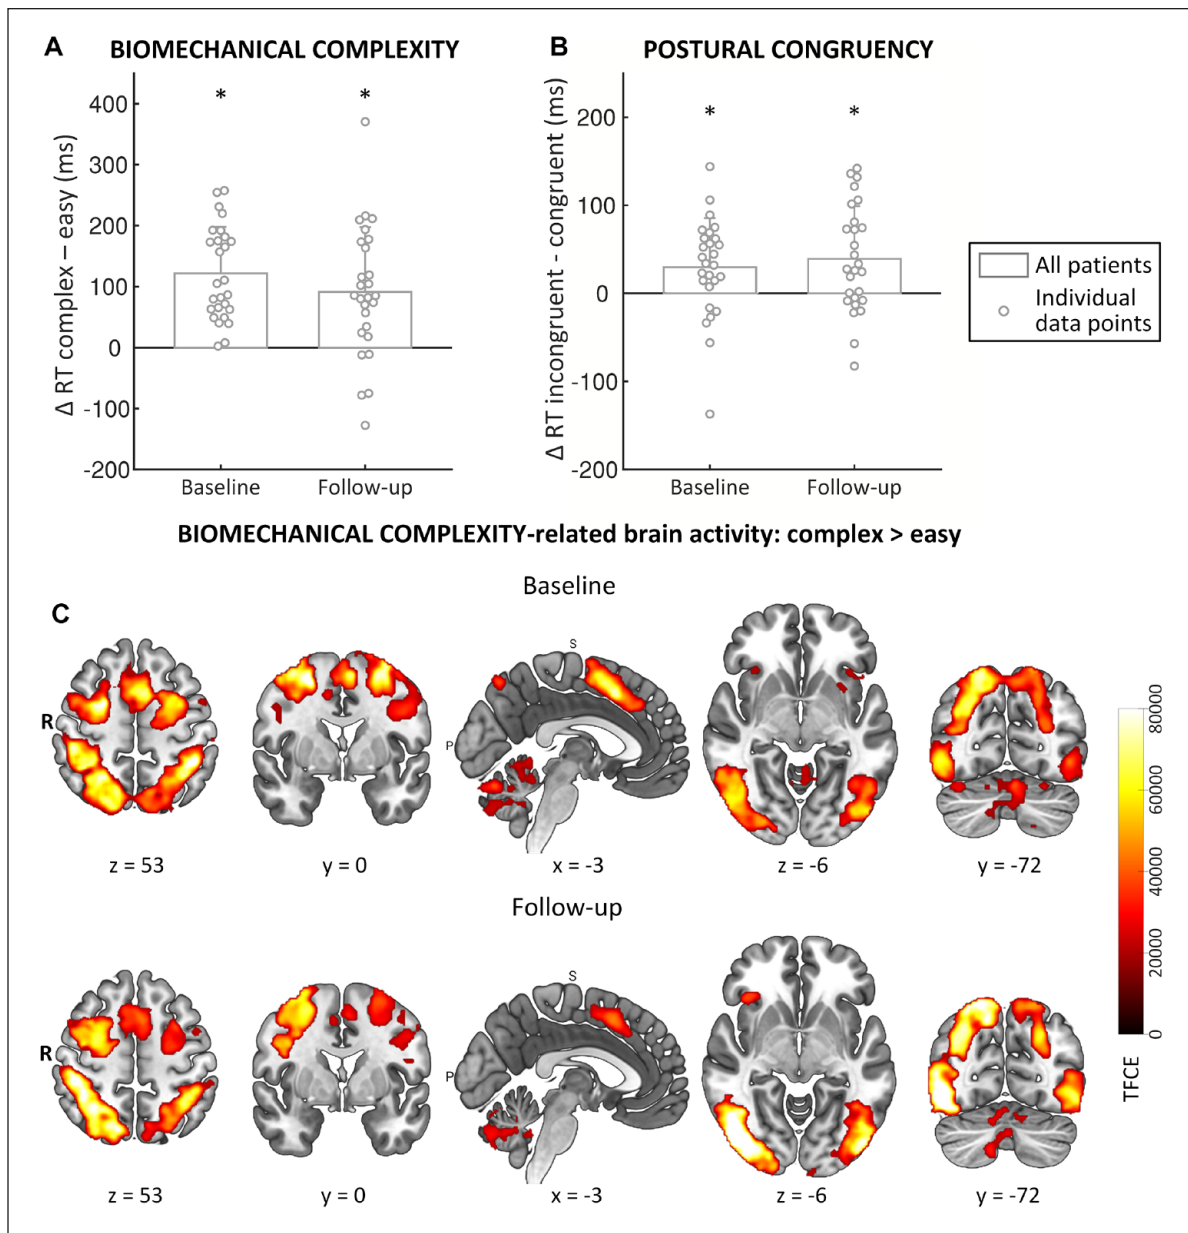 A BIOMECHANICAL COMPLEXITY
Δ RT complex – easy (ms)
400
300
200
100
0
-100
-200
*
*
Baseline
Follow-up
B POSTURAL CONGRUENCY
Δ RT incongruent - congruent (ms)
200
100
0
-100
-200
*
*
Baseline
Follow-up
All patients
Individual
data points
BIOMECHANICAL COMPLEXITY-related brain activity: complex > easy
Baseline
C
R
S
P
z = 53
y = 0
x = -3
z = -6
y = -72
Follow-up
R
S
P
z = 53
y = 0
x = -3
z = -6
y = -72
80000
60000
40000
20000
0
TFCE